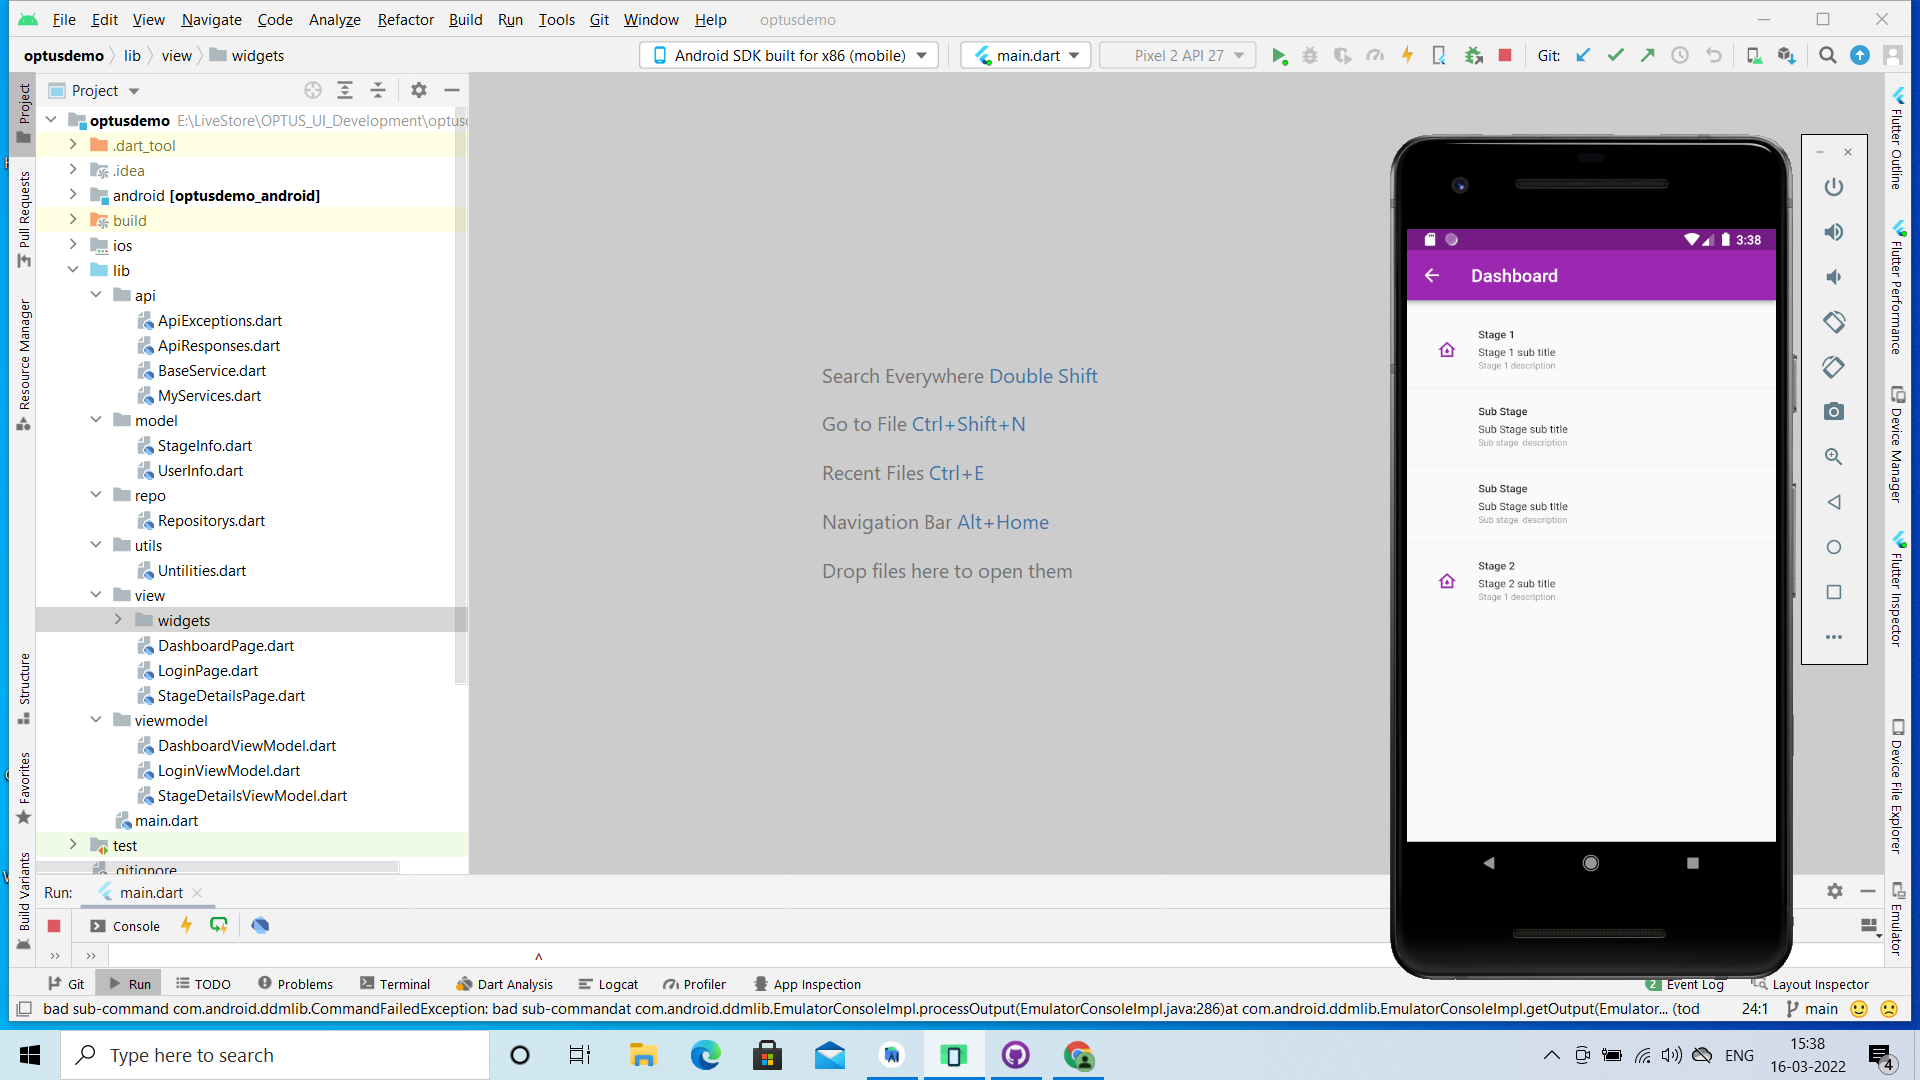 File Edit View Navigate Code Analyze Refactor Build Run Tools Git Window Help optusdemo
optusdemo lib view widgets
Android SDK built for x86 (mobile) main.dart Pixel 2 API 27 Git:
Project
optusdemo E:\LiveStore\OPTUS_UI_Development\optus
.dart_tool
.idea
android [optusdemo_android]
build
ios
lib
api
ApiExceptions.dart
ApiResponses.dart
BaseService.dart
MyServices.dart
model
StageInfo.dart
UserInfo.dart
repo
Repositorys.dart
utils
Untilities.dart
view
widgets
DashboardPage.dart
LoginPage.dart
StageDetailsPage.dart
viewmodel
DashboardViewModel.dart
LoginViewModel.dart
StageDetailsViewModel.dart
main.dart
test
.gitignore
Project
Pull Requests
Resource Manager
Structure
Favorites
Build Variants
Search Everywhere Double Shift
Go to File Ctrl+Shift+N
Recent Files Ctrl+E
Navigation Bar Alt+Home
Drop files here to open them
3:38
Dashboard
Stage 1
Stage 1 sub title
Stage 1 description
Sub Stage
Sub Stage sub title
Sub stage description
Sub Stage
Sub Stage sub title
Sub stage description
Stage 2
Stage 2 sub title
Stage 1 description
Flutter Outline
Flutter Performance
Device Manager
Flutter Inspector
Device File Explorer
Emulator
Run: main.dart
Console
^
Git Run TODO Problems Terminal Dart Analysis Logcat Profiler App Inspection 2 Event Log Layout Inspector
bad sub-command com.android.ddmlib.CommandFailedException: bad sub-commandat com.android.ddmlib.EmulatorConsoleImpl.processOutput(EmulatorConsoleImpl.java:286)at com.android.ddmlib.EmulatorConsoleImpl.getOutput(Emulator... (tod 24:1 main
Type here to search
ENG
15:38
16-03-2022
4